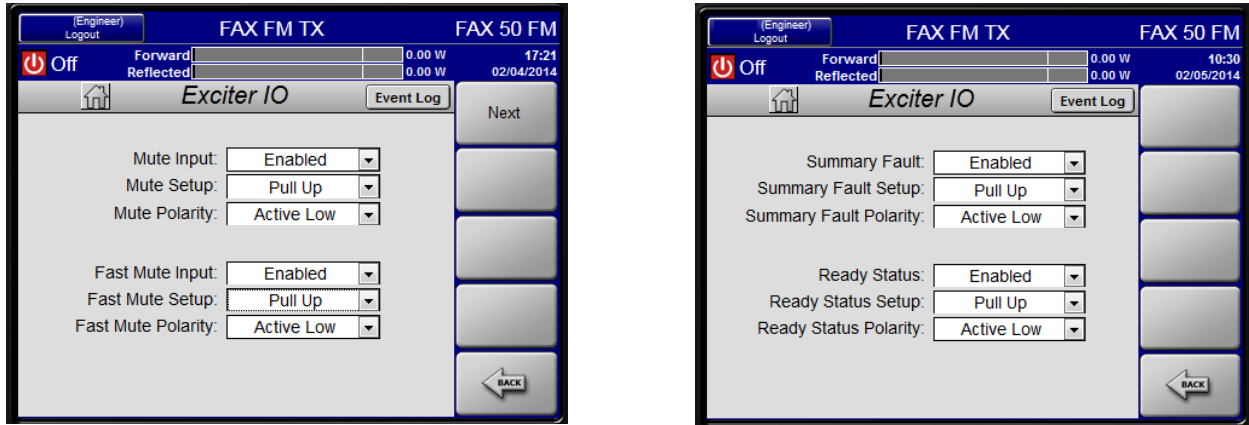 (Engineer)
Logout
FAX FM TX
FAX 50 FM
Off
Forward
0.00 W
17:21
Reflected
0.00 W
02/04/2014
Exciter IO
Event Log
Next
Mute Input: Enabled
Mute Setup: Pull Up
Mute Polarity: Active Low
Fast Mute Input: Enabled
Fast Mute Setup: Pull Up
Fast Mute Polarity: Active Low
BACK
(Engineer)
Logout
FAX FM TX
FAX 50 FM
Off
Forward
0.00 W
10:30
Reflected
0.00 W
02/05/2014
Exciter IO
Event Log
Summary Fault: Enabled
Summary Fault Setup: Pull Up
Summary Fault Polarity: Active Low
Ready Status: Enabled
Ready Status Setup: Pull Up
Ready Status Polarity: Active Low
BACK